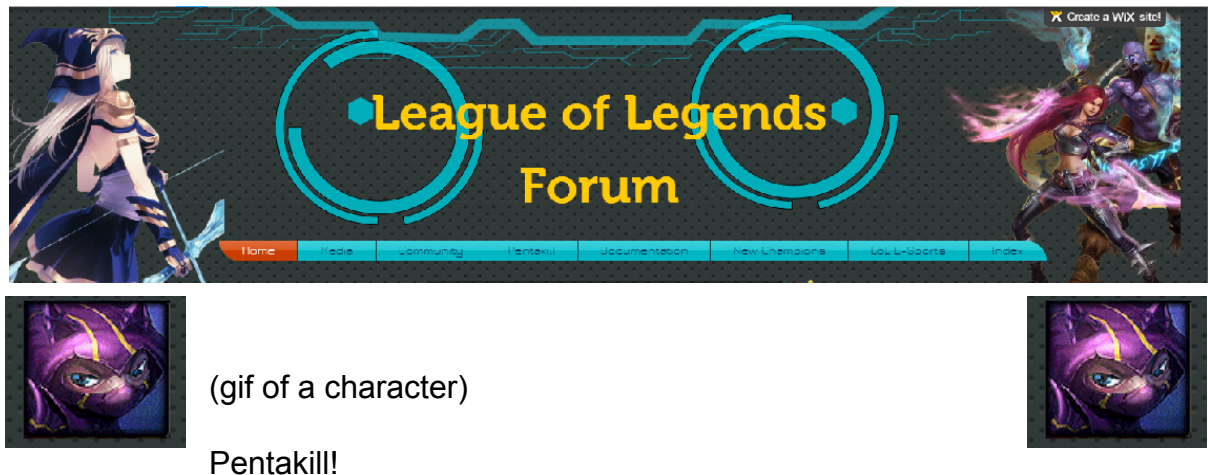 Create a WiX site!
League of Legends
Forum
Home Media Community Pentakill Documentation New Champions LoL E-Sports Index
(gif of a character)
Pentakill!